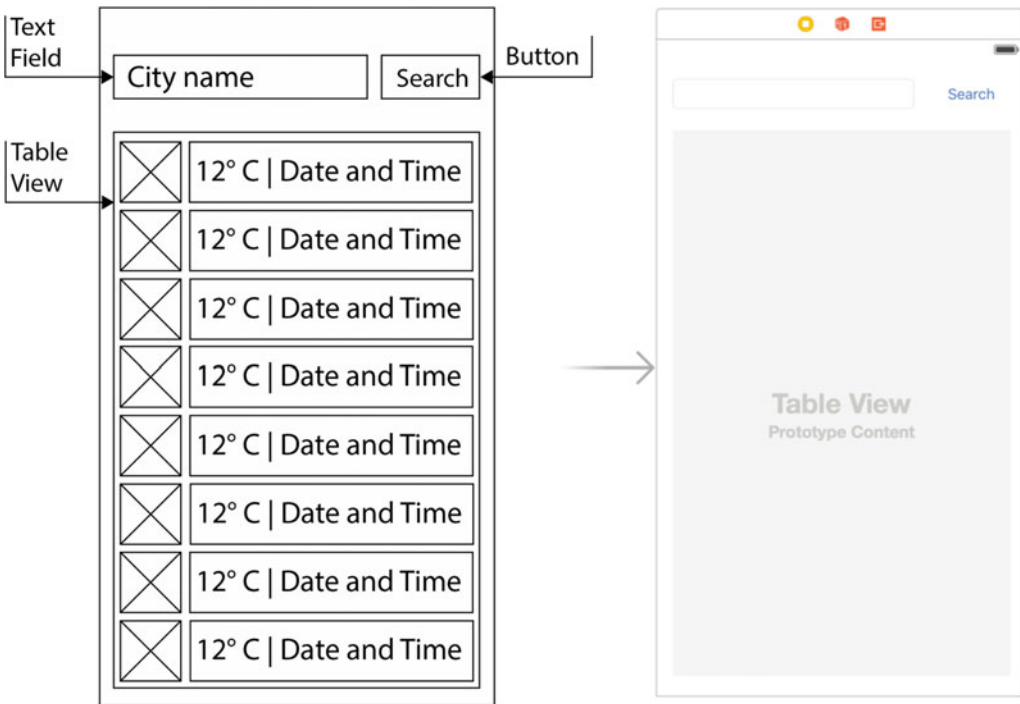 Text
Field
City name
Search
Button
Table
View
12° C | Date and Time
12° C | Date and Time
12° C | Date and Time
12° C | Date and Time
12° C | Date and Time
12° C | Date and Time
12° C | Date and Time
12° C | Date and Time
Search
Table View
Prototype Content